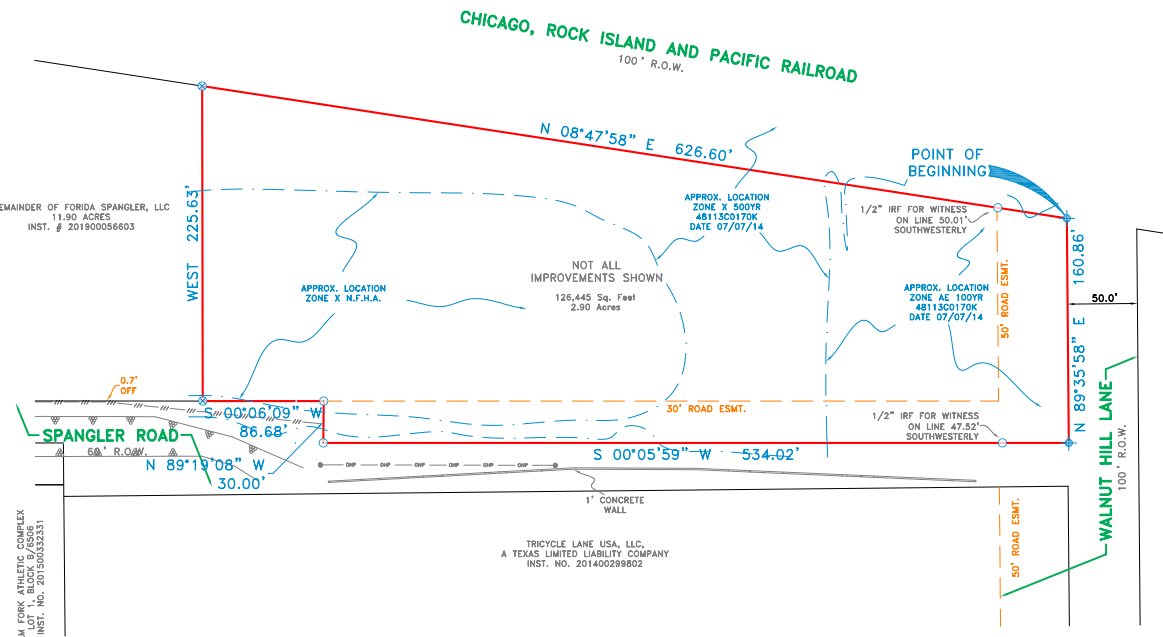 CHICAGO, ROCK ISLAND AND PACIFIC RAILROAD
100' R.O.W.
N 08°47'58" E 626.60'
POINT OF
BEGINNING
1/2" IRF FOR WITNESS
ON LINE 50.01'
SOUTHWESTERLY
APPROX. LOCATION
ZONE X 500YR
48113C0170K
DATE 07/07/14
EMAINDER OF FORIDA SPANGLER, LLC
11.90 ACRES
INST. # 201900056603
WEST 225.63'
NOT ALL
IMPROVEMENTS SHOWN
126,445 Sq. Feet
2.90 Acres
APPROX. LOCATION
ZONE X N.F.H.A.
APPROX. LOCATION
ZONE AE 100YR
48113C0170K
DATE 07/07/14
50' ROAD ESMT.
N 89°35'58" E 160.86'
50.0'
0.7'
OFF
S 00°06'09" W
86.68'
30' ROAD ESMT.
1/2" IRF FOR WITNESS
ON LINE 47.52'
SOUTHWESTERLY
SPANGLER ROAD
R.O.W.
N 89°19'08" W
30.00'
S 00°05'59" W 534.02'
OHP OHP OHP OHP
1' CONCRETE
WALL
WALNUT HILL LANE
100' R.O.W.
50' ROAD ESMT.
TRICYCLE LANE USA, LLC,
A TEXAS LIMITED LIABILITY COMPANY
INST. NO. 201400299802
M FORK ATHLETIC COMPLEX
LOT 1, BLOCK B/6506
INST. NO. 201500332331